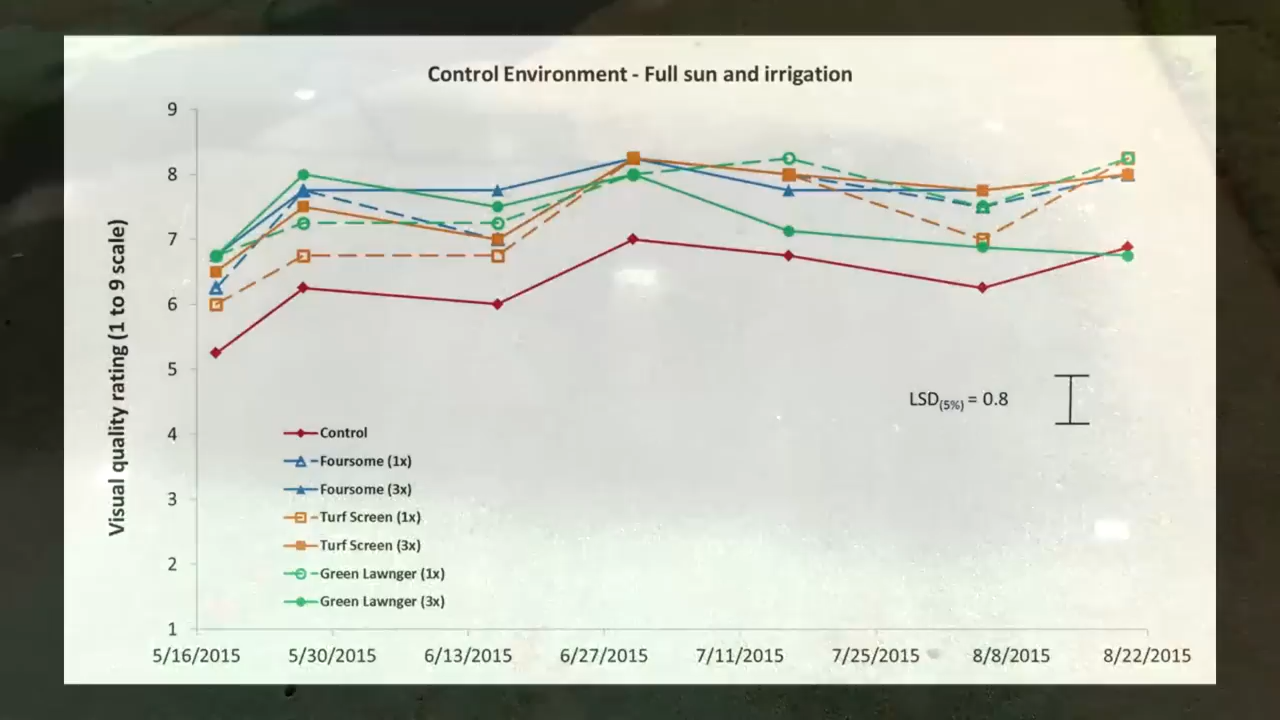 Control Environment - Full sun and irrigation
Visual quality rating (1 to 9 scale)
9
8
7
6
5
4
3
2
1
LSD(5%) = 0.8
Control
Foursome (1x)
Foursome (3x)
Turf Screen (1x)
Turf Screen (3x)
Green Lawnger (1x)
Green Lawnger (3x)
5/16/2015 5/30/2015 6/13/2015 6/27/2015 7/11/2015 7/25/2015 8/8/2015 8/22/2015